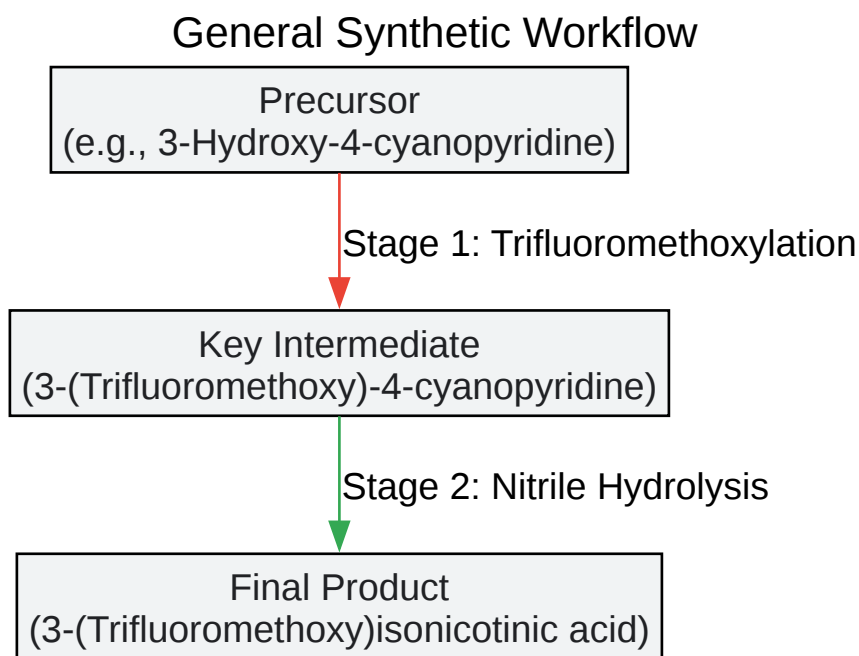 General Synthetic Workflow
Precursor
(e.g., 3-Hydroxy-4-cyanopyridine)
Stage 1: Trifluoromethoxylation
Key Intermediate
(3-(Trifluoromethoxy)-4-cyanopyridine)
Stage 2: Nitrile Hydrolysis
Final Product
(3-(Trifluoromethoxy)isonicotinic acid)